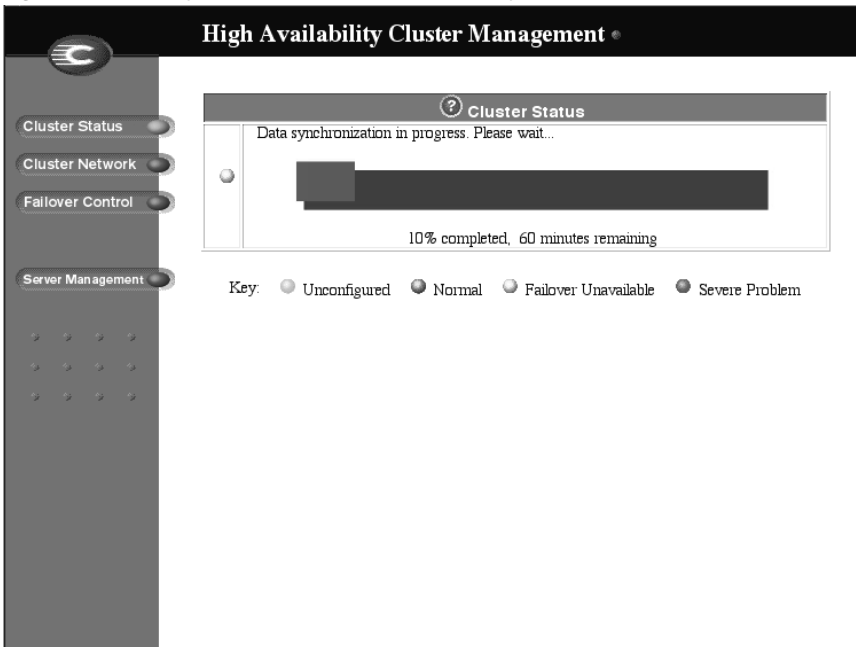 High Availability Cluster Management
Cluster Status
Cluster Network
Failover Control
Server Management
? Cluster Status
Data synchronization in progress. Please wait...
10% completed, 60 minutes remaining
Key: Unconfigured Normal Failover Unavailable Severe Problem